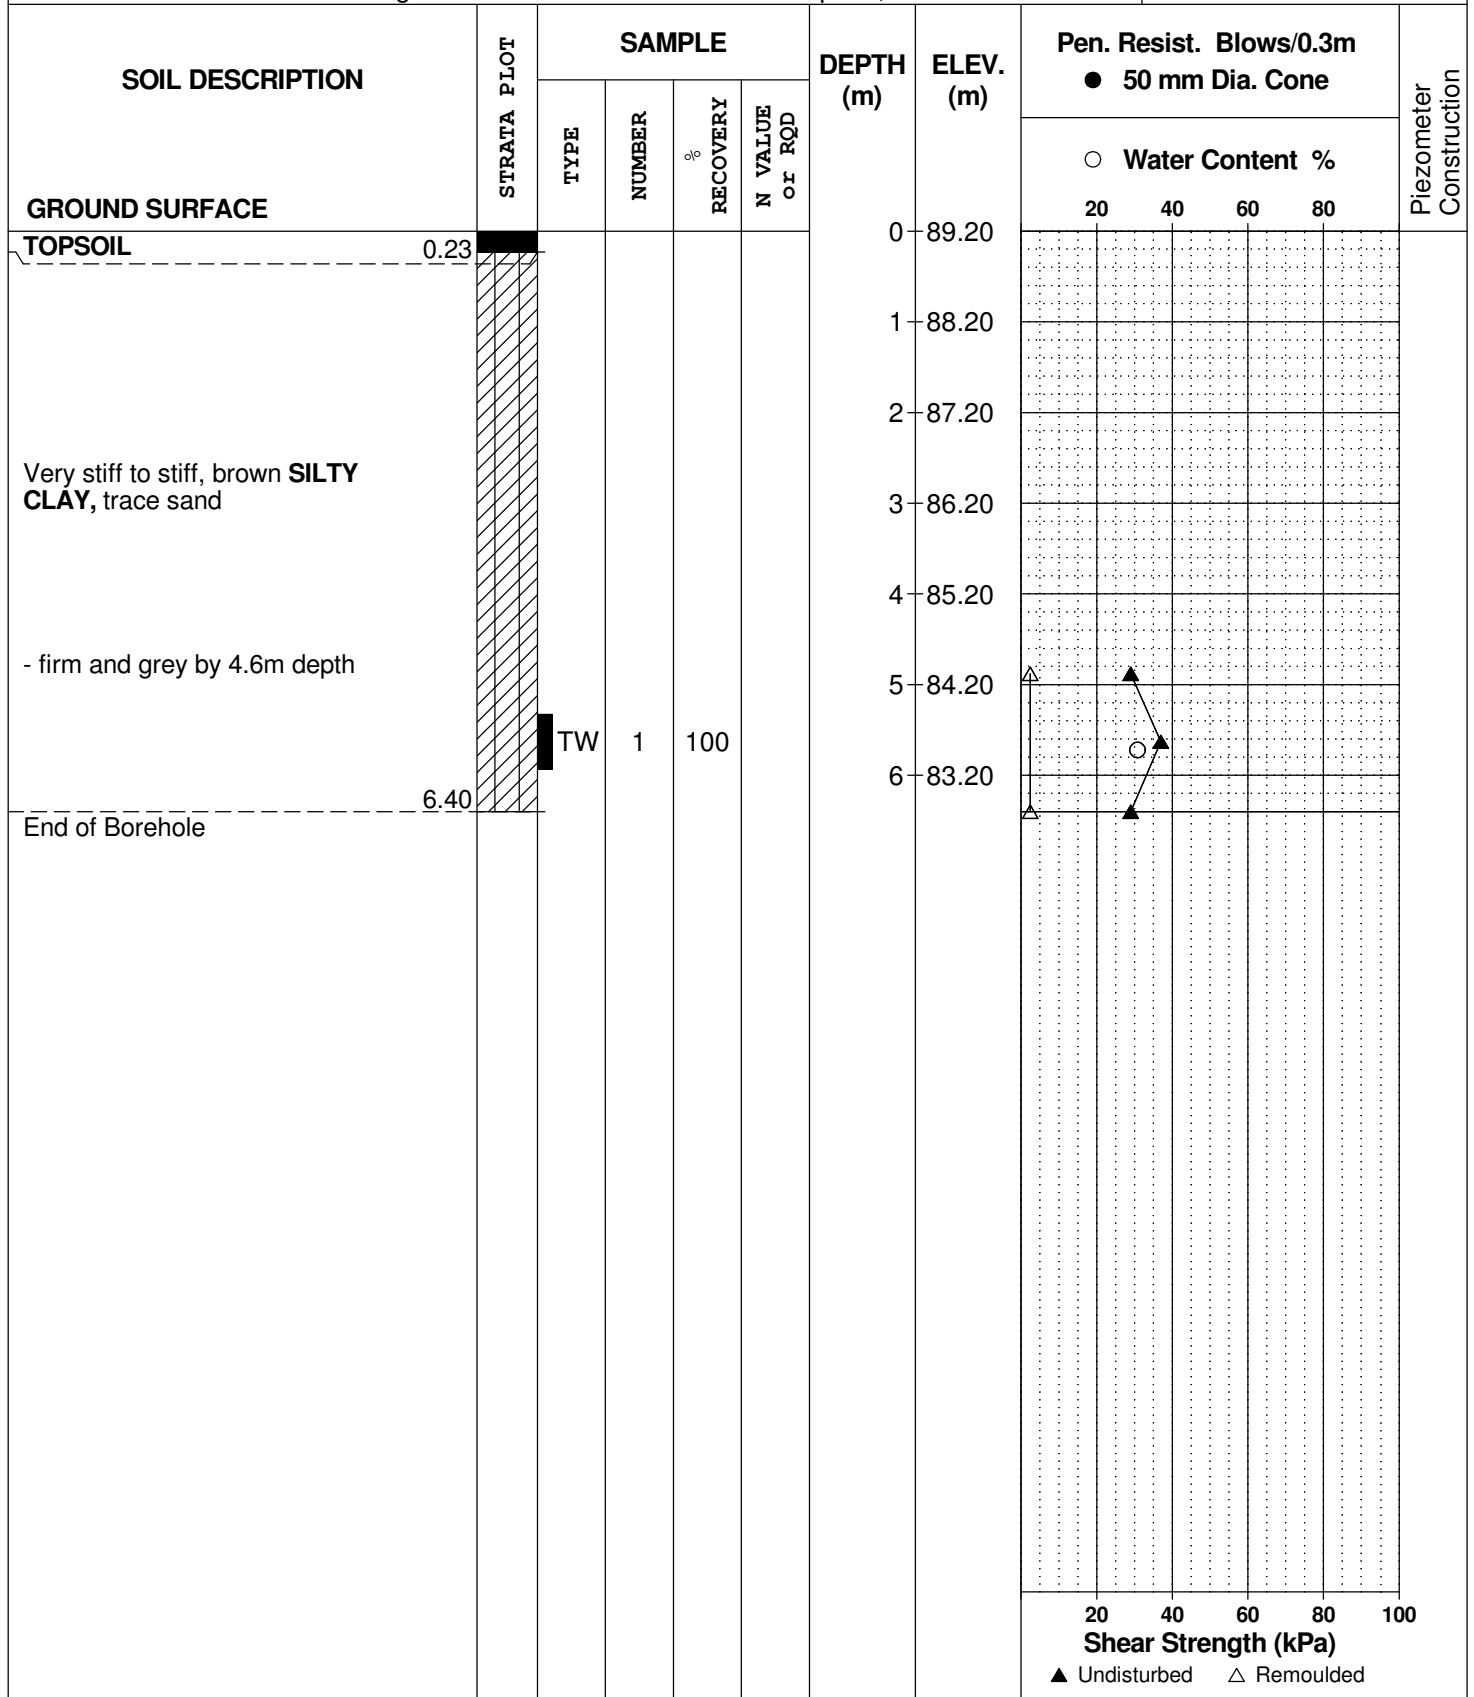 SOIL DESCRIPTION
GROUND SURFACE
STRATA PLOT
SAMPLE
TYPE
NUMBER
%
RECOVERY
N VALUE
or RQD
DEPTH
(m)
ELEV.
(m)
Pen. Resist. Blows/0.3m
● 50 mm Dia. Cone
○ Water Content %
20 40 60 80
Piezometer
Construction
TOPSOIL 0.23
0 89.20
1 88.20
2 87.20
Very stiff to stiff, brown SILTY
CLAY, trace sand
3 86.20
4 85.20
- firm and grey by 4.6m depth
5 84.20
TW 1 100
6 83.20
6.40
End of Borehole
20 40 60 80 100
Shear Strength (kPa)
▲ Undisturbed △ Remoulded